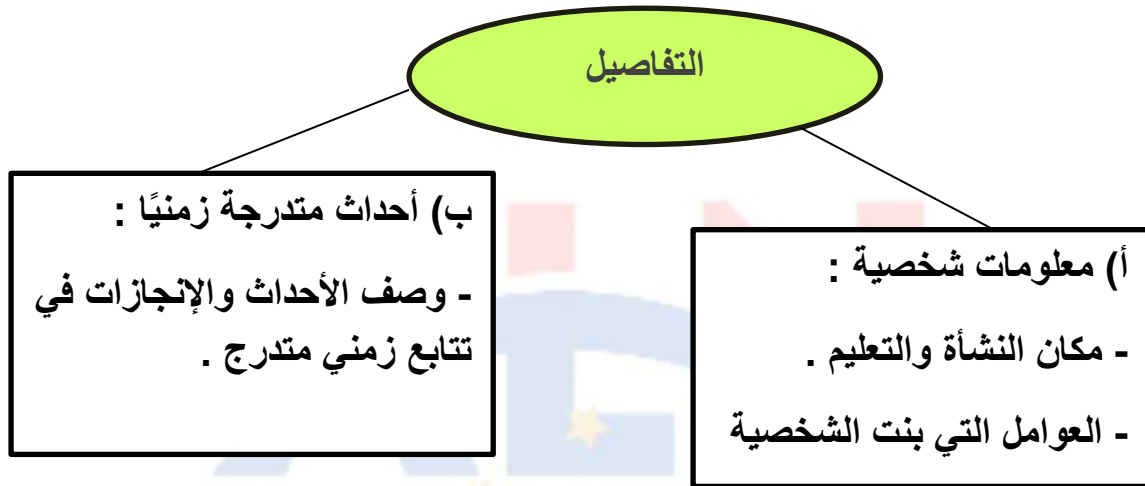 التفاصيل
أ) معلومات شخصية :
- مكان النشأة والتعليم .
- العوامل التي بنت الشخصية
ب) أحداث متدرجة زمنيًا :
- وصف الأحداث والإنجازات في
تتابع زمني متدرج .